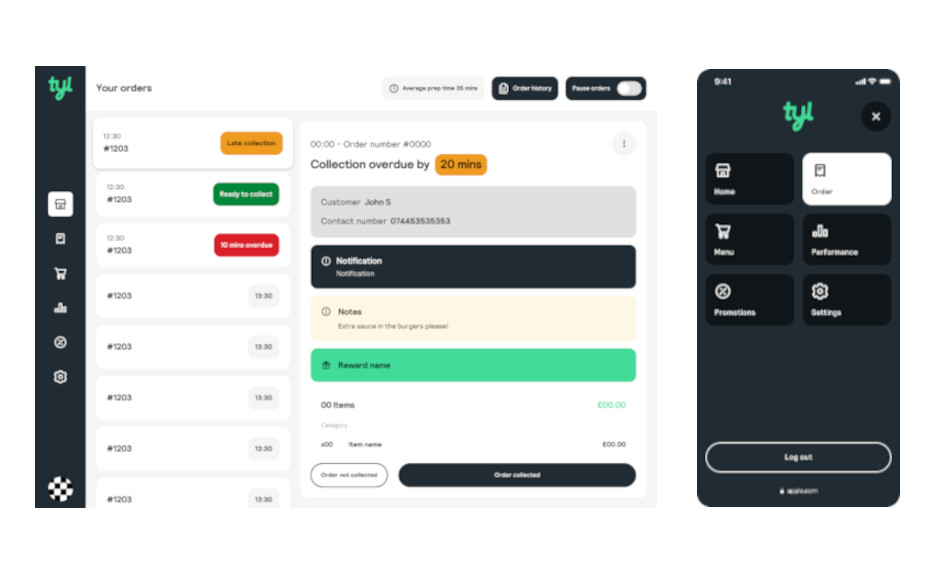 tyl
Your orders
Average prep time 35 mins
Order history
Pause orders
12:30
#1203
Late collection
12:30
#1203
Ready to collect
12:30
#1203
10 mins overdue
#1203
13:30
#1203
13:30
#1203
13:30
#1203
13:30
#1203
13:30
00:00 - Order number #0000
Collection overdue by 20 mins
Customer John S
Contact number 074453535353
Notification
Notification
Notes
Extra sauce in the burgers please!
Reward name
00 Items
£00.00
Category
x00 Item name
£00.00
Order not collected
Order collected
9:41
tyl
Home
Order
Menu
Performance
Promotions
Settings
Log out
apple.com